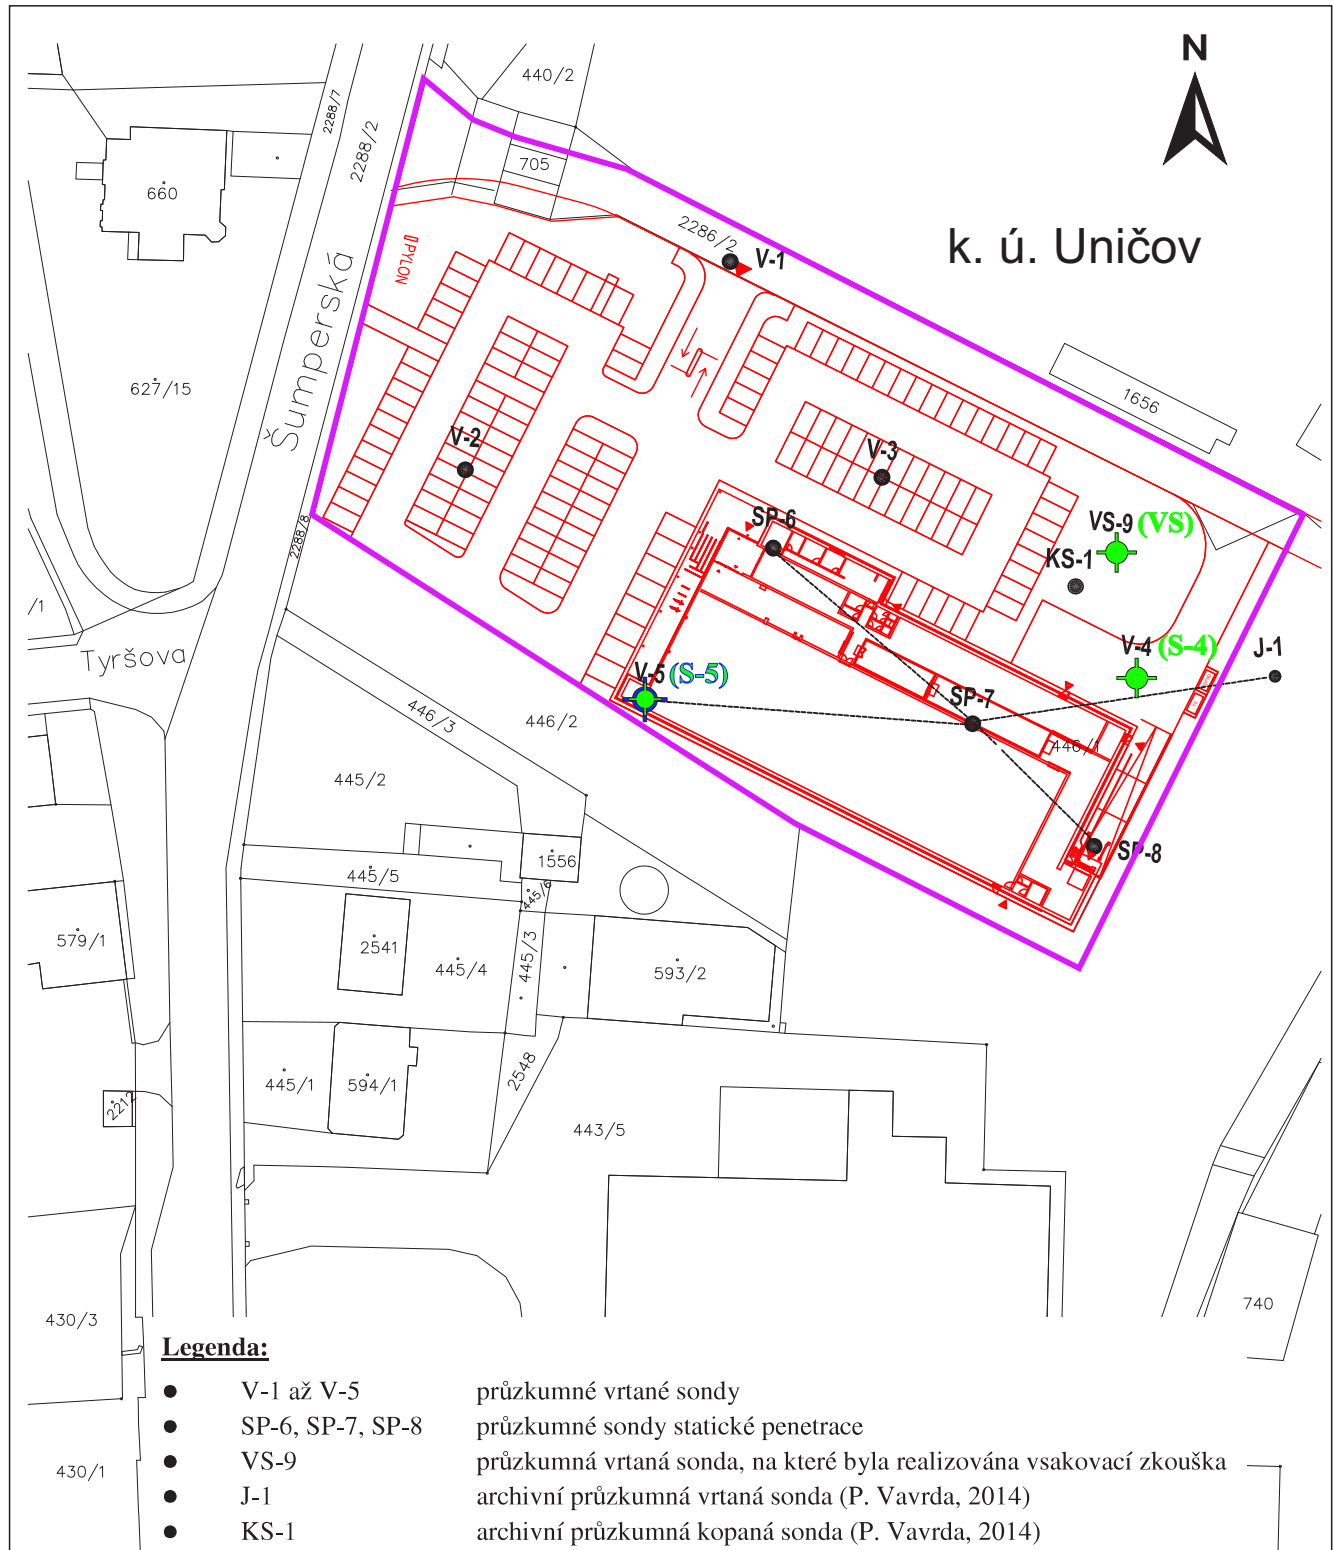 N
k. ú. Uničov
440/2
2288/7
2288/2
705
660
2286/2
V-1
PYLON
Šumperská
627/15
1656
V-2
V-3
SP-6
VS-9 (VS)
KS-1
2288/8
/1
Tyršova
V-4 (S-4)
J-1
V-5 (S-5)
SP-7
446/3
446/2
446/1
445/2
SP-8
1556
445/5
445/6
579/1
2541
445/4
445/3
593/2
2548
445/1
594/1
2212
443/5
740
430/3
430/1
Legenda:
V-1 až V-5 průzkumné vrtané sondy
SP-6, SP-7, SP-8 průzkumné sondy statické penetrace
VS-9 průzkumná vrtaná sonda, na které byla realizována vsakovací zkouška
J-1 archivní průzkumná vrtaná sonda (P. Vavrda, 2014)
KS-1 archivní průzkumná kopaná sonda (P. Vavrda, 2014)